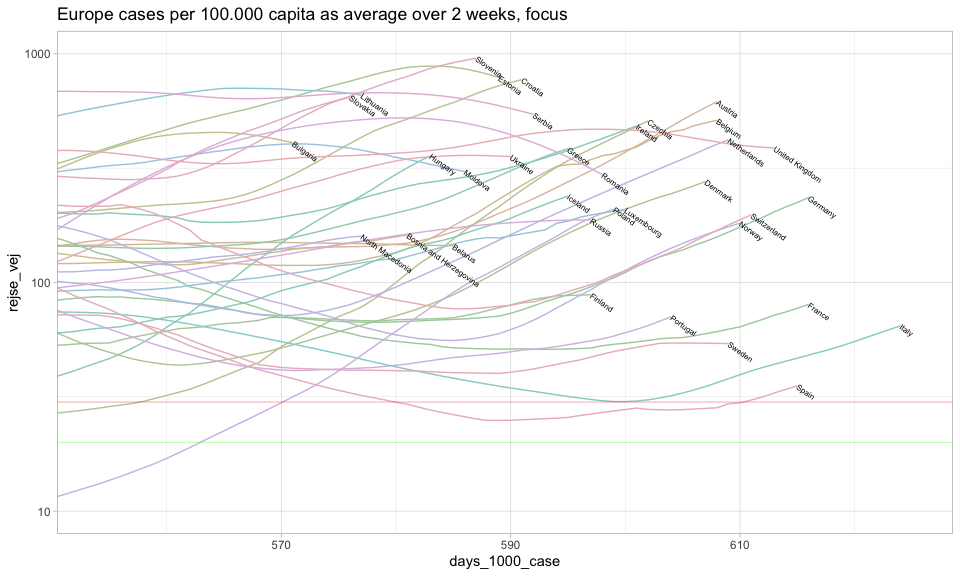 Europe cases per 100.000 capita as average over 2 weeks, focus
1000
100
10
rejse_vej
570
590
610
days_1000_case
Slovenia
Estonia
Croatia
Slovakia
Lithuania
Serbia
Austria
Belgium
Czechia
Ireland
Netherlands
United Kingdom
Bulgaria
Hungary
Moldova
Ukraine
Greece
Romania
Denmark
Germany
Iceland
Poland
Luxembourg
Russia
Switzerland
Norway
North Macedonia
Bosnia and Herzegovina
Belarus
Finland
Portugal
France
Italy
Sweden
Spain